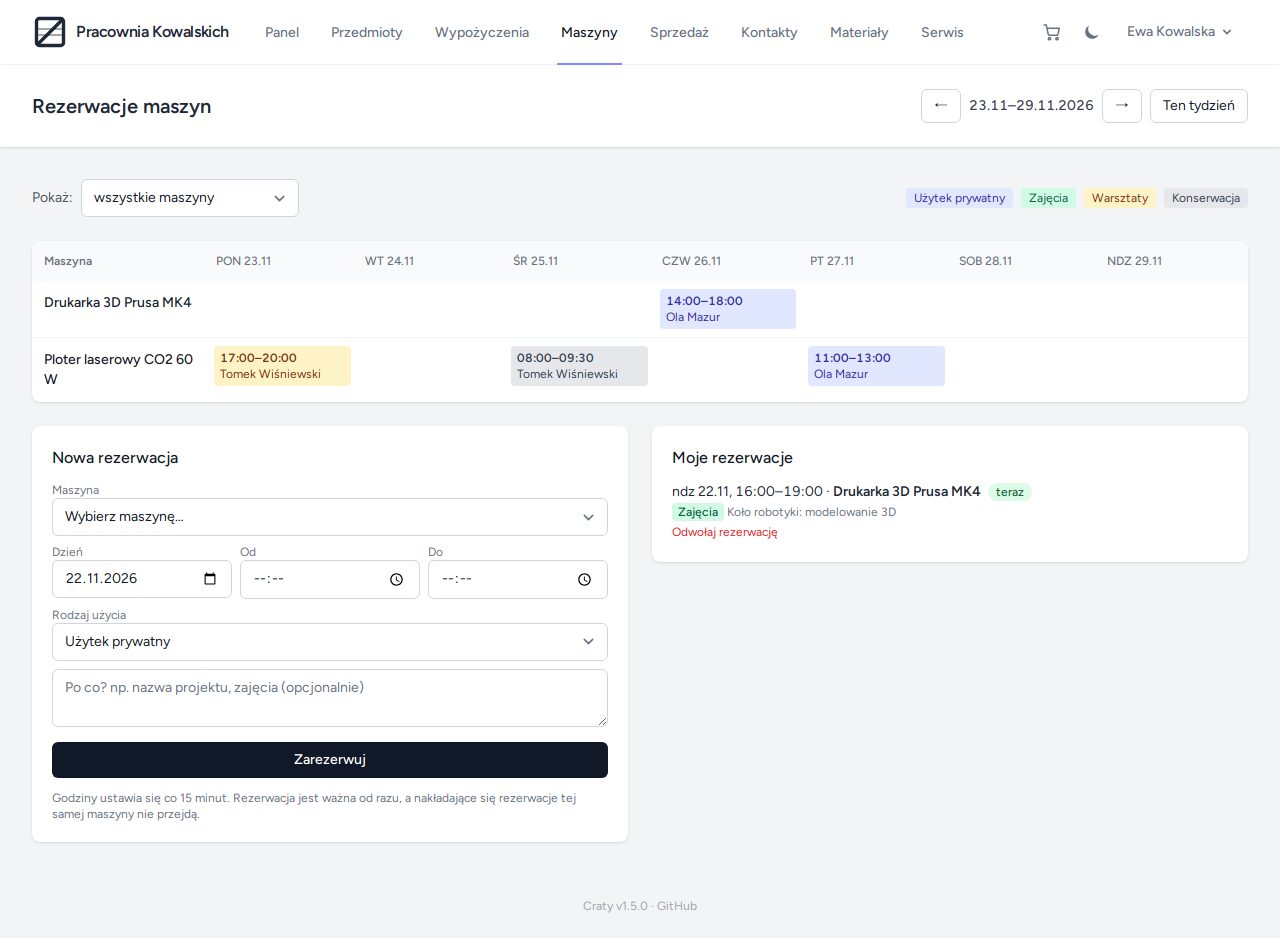 Pracownia Kowalskich Panel Przedmioty Wypożyczenia Maszyny Sprzedaż Kontakty Materiały Serwis Ewa Kowalska
Rezerwacje maszyn ← 23.11–29.11.2026 → Ten tydzień
Pokaż: wszystkie maszyny Użytek prywatny Zajęcia Warsztaty Konserwacja
Maszyna PON 23.11 WT 24.11 ŚR 25.11 CZW 26.11 PT 27.11 SOB 28.11 NDZ 29.11
Drukarka 3D Prusa MK4 14:00–18:00
Ola Mazur
Ploter laserowy CO2 60 17:00–20:00 08:00–09:30 11:00–13:00
W Tomek Wiśniewski Tomek Wiśniewski Ola Mazur
Nowa rezerwacja
Maszyna
Wybierz maszynę...
Dzień Od Do
22.11.2026 --:-- --:--
Rodzaj użycia
Użytek prywatny
Po co? np. nazwa projektu, zajęcia (opcjonalnie)
Zarezerwuj
Godziny ustawia się co 15 minut. Rezerwacja jest ważna od razu, a nakładające się rezerwacje tej
samej maszyny nie przejdą.
Moje rezerwacje
ndz 22.11, 16:00–19:00 · Drukarka 3D Prusa MK4 teraz
Zajęcia Koło robotyki: modelowanie 3D
Odwołaj rezerwację
Craty v1.5.0 · GitHub